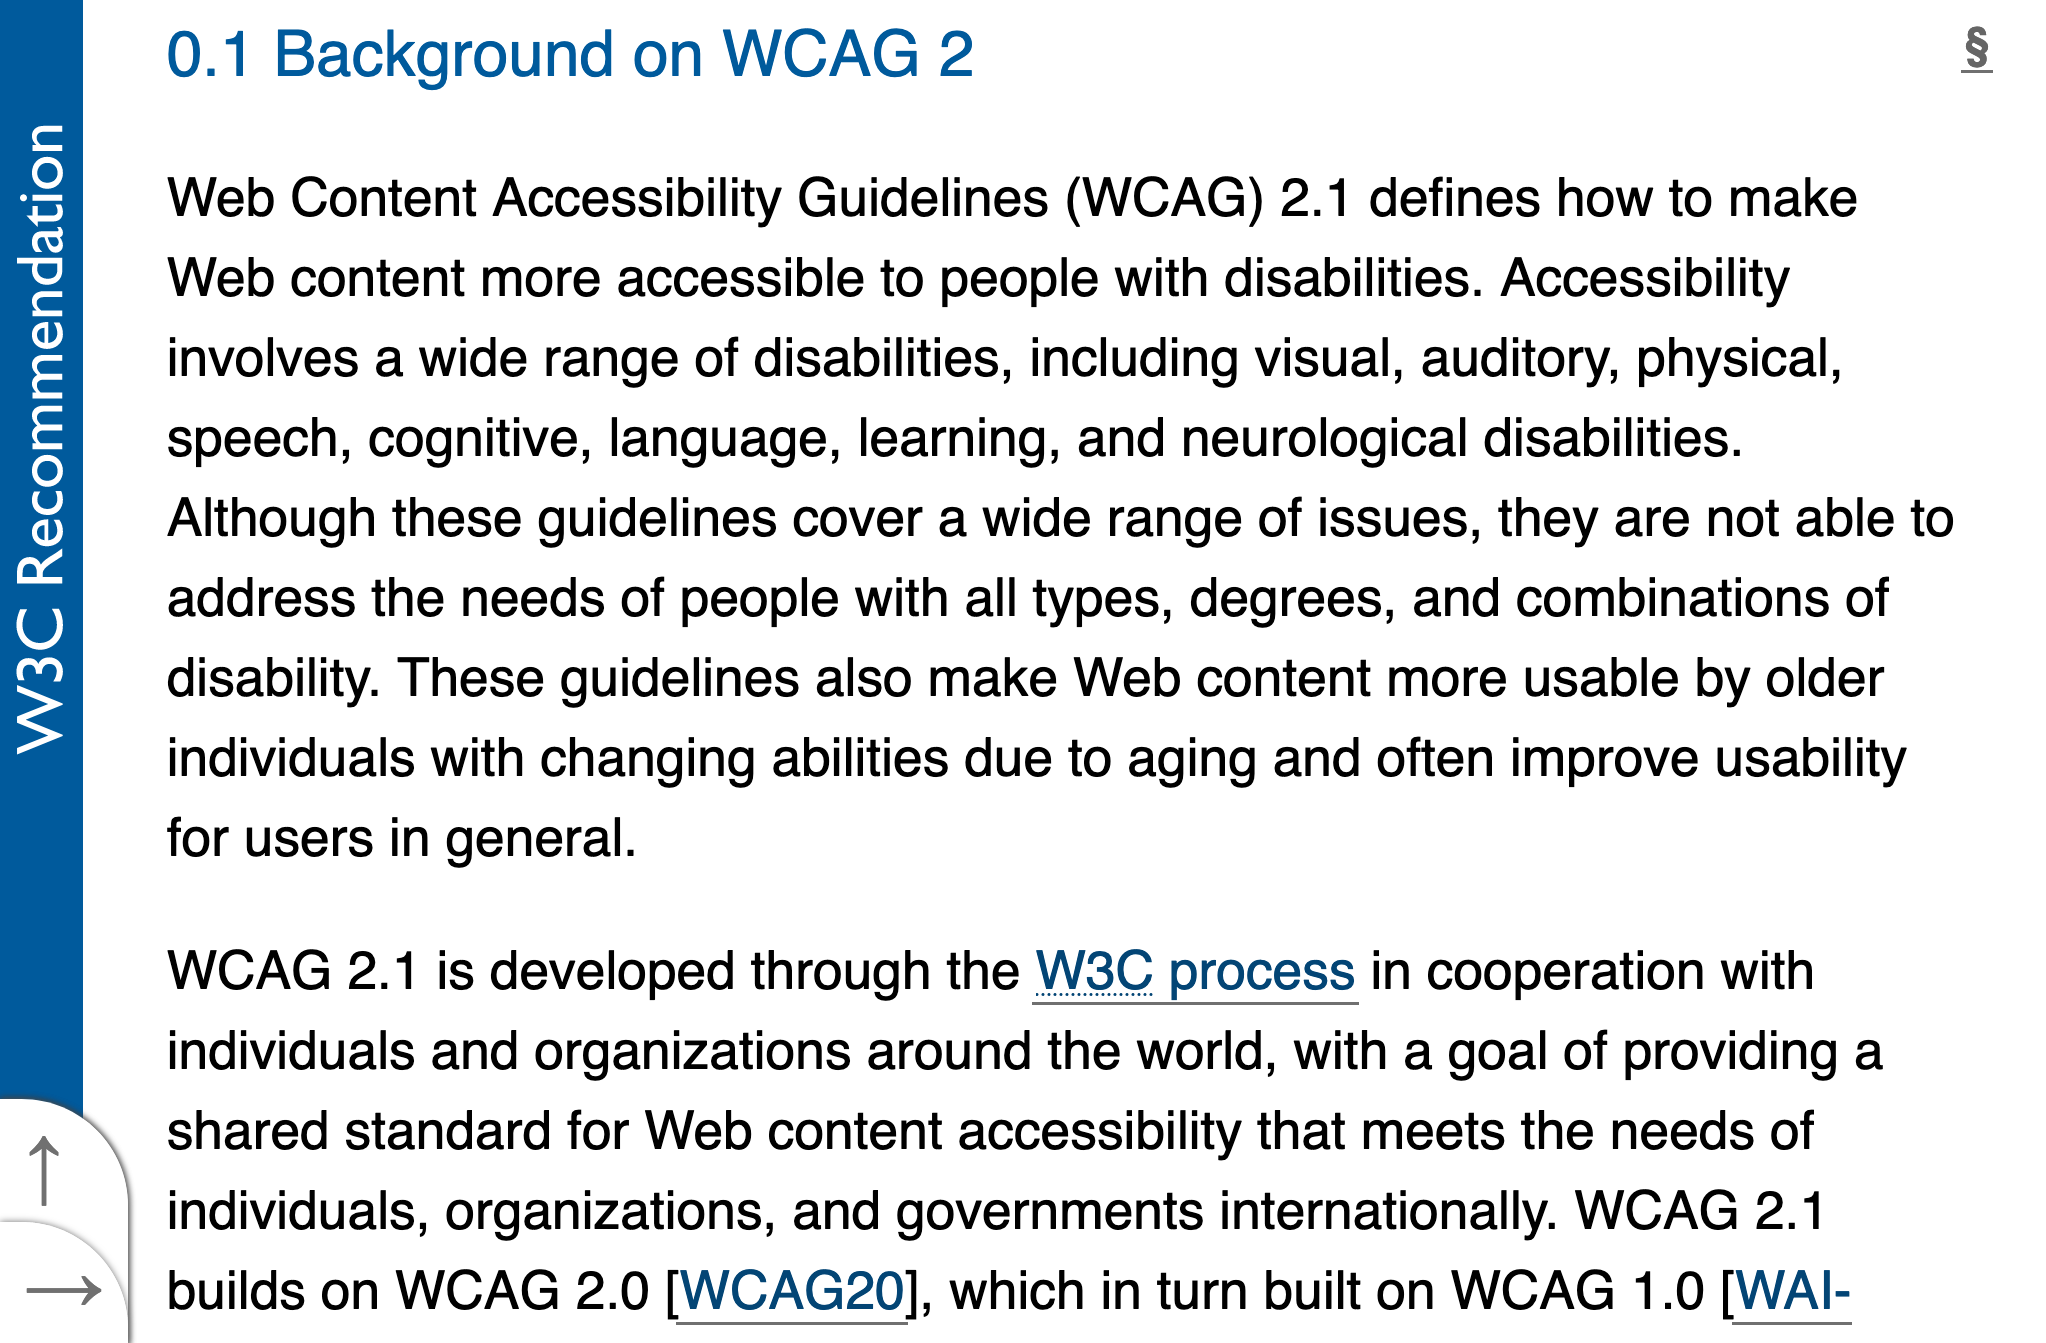 0.1 Background on WCAG 2
§
W3C Recommendation
Web Content Accessibility Guidelines (WCAG) 2.1 defines how to make
Web content more accessible to people with disabilities. Accessibility
involves a wide range of disabilities, including visual, auditory, physical,
speech, cognitive, language, learning, and neurological disabilities.
Although these guidelines cover a wide range of issues, they are not able to
address the needs of people with all types, degrees, and combinations of
disability. These guidelines also make Web content more usable by older
individuals with changing abilities due to aging and often improve usability
for users in general.
WCAG 2.1 is developed through the W3C process in cooperation with
individuals and organizations around the world, with a goal of providing a
shared standard for Web content accessibility that meets the needs of
individuals, organizations, and governments internationally. WCAG 2.1
builds on WCAG 2.0 [WCAG20], which in turn built on WCAG 1.0 [WAI-
↑
→